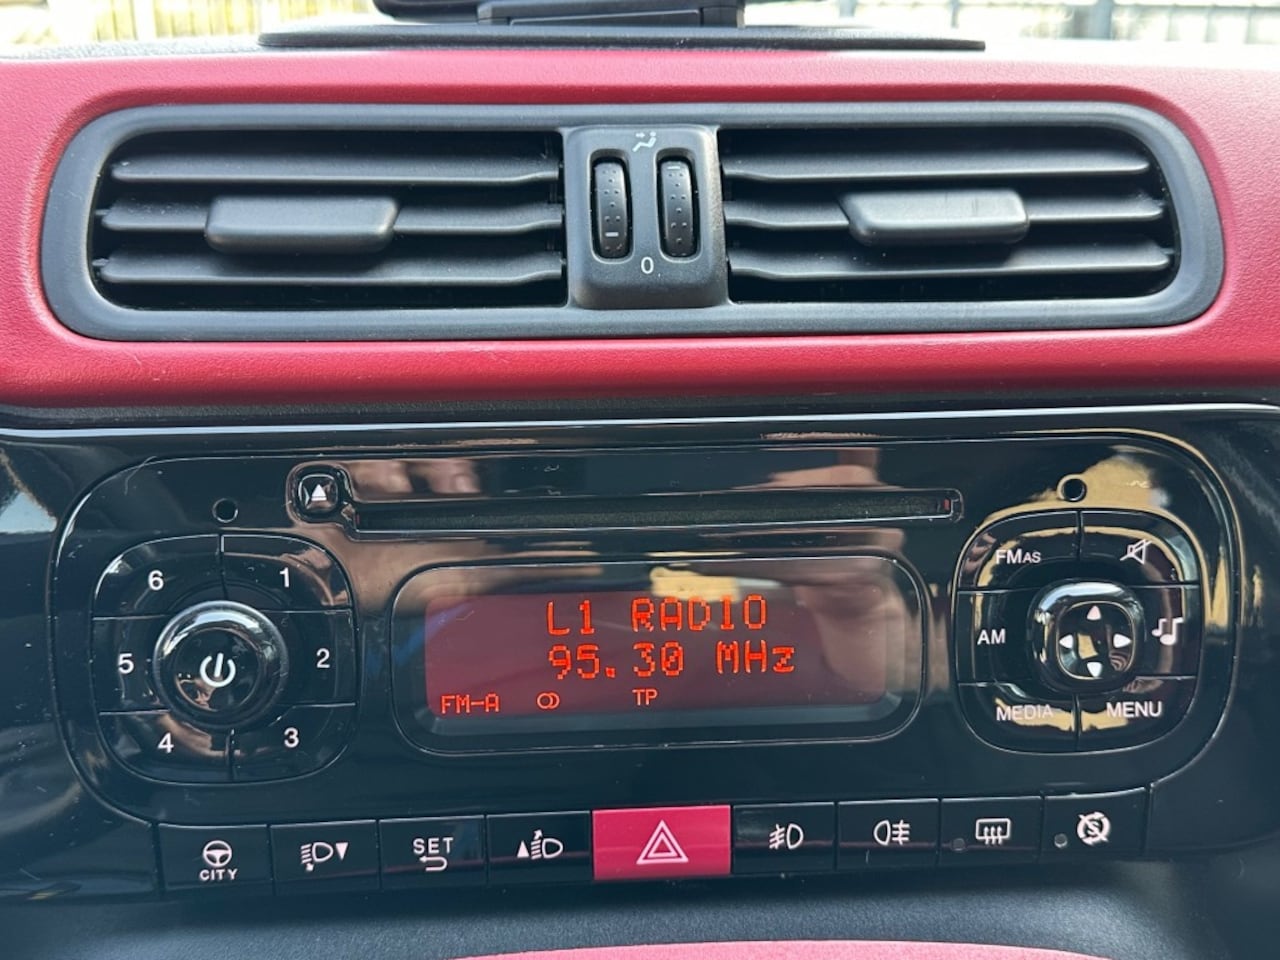 0
6
1
5
2
4
3
L1 RADIO
95.30 MHz
FM-A
TP
FMAS
AM
MEDIA
MENU
CITY
SET